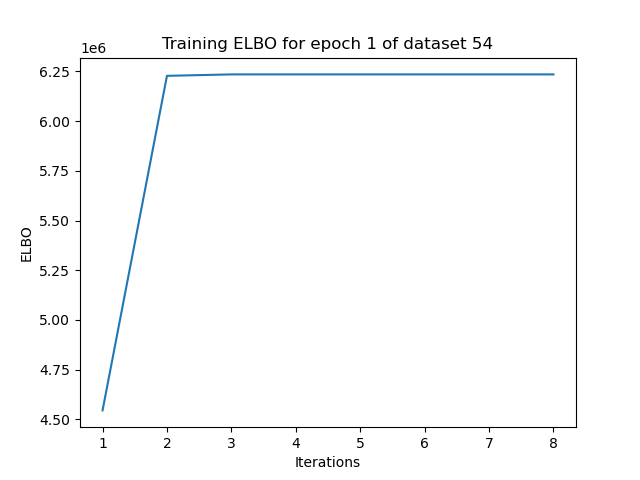 Training ELBO for epoch 1 of dataset 54
1e6
6.25
6.00
5.75
5.50
5.25
5.00
4.75
4.50
ELBO
1 2 3 4 5 6 7 8
Iterations